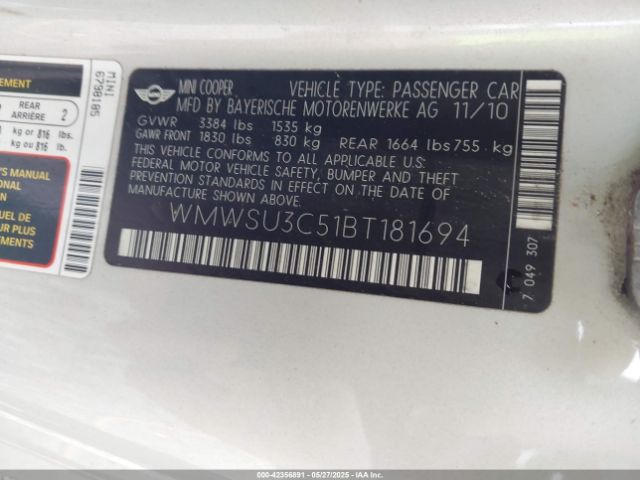 EMENT
REAR
ARRIÈRE 2
kg or 816 lbs.
kg ou 816 lb.
'S MANUAL
ONAL
ION
UR PLUS
MINI
6798105
MINI COOPER
VEHICLE TYPE: PASSENGER CAR
MFD BY BAYERISCHE MOTORENWERKE AG 11/10
GVWR 3384 lbs 1535 kg
GAWR FRONT 1830 lbs 830 kg REAR 1664 lbs 755 kg
THIS VEHICLE CONFORMS TO ALL APPLICABLE U.S.
FEDERAL MOTOR VEHICLE SAFETY, BUMPER AND THEFT
PREVENTION STANDARDS IN EFFECT ON THE DATE OF
MANUFACTURE SHOWN ABOVE.
WMWSU3C51BT181694
7 049 307
000-42356891 - 05/27/2025 - IAA Inc.